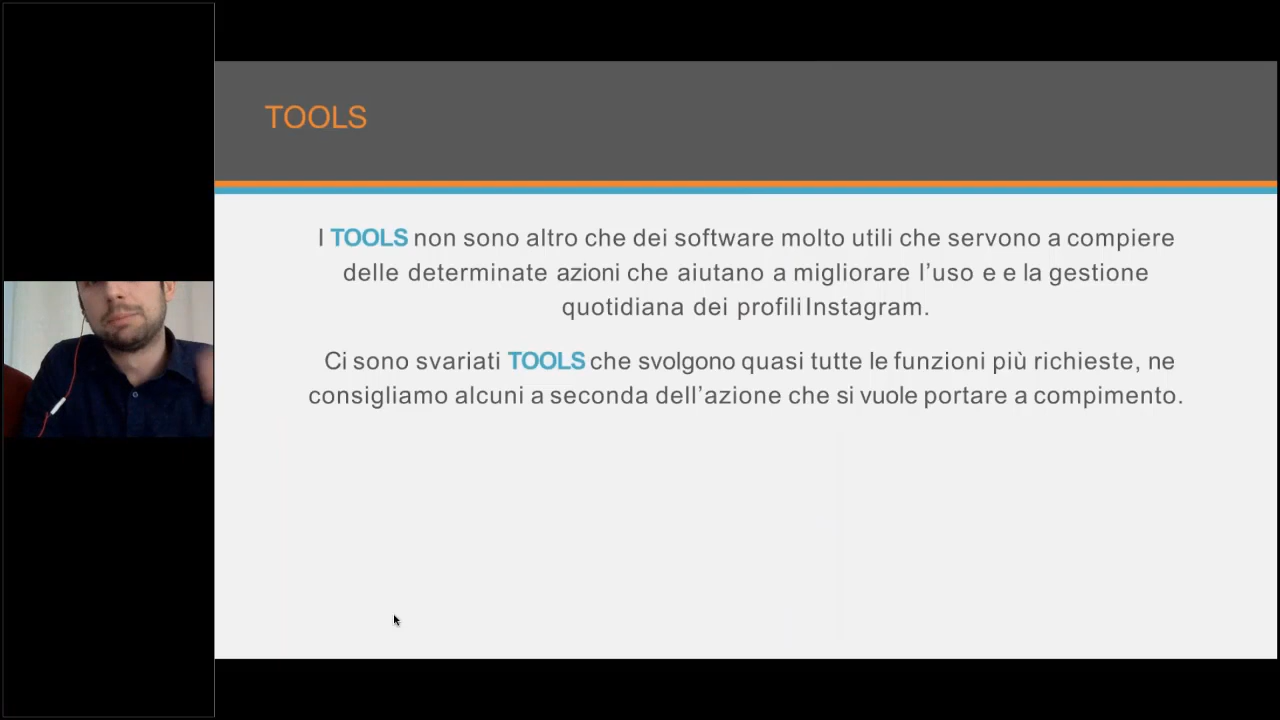 TOOLS
I TOOLS non sono altro che dei software molto utili che servono a compiere
delle determinate azioni che aiutano a migliorare l’uso e e la gestione
quotidiana dei profili Instagram.
Ci sono svariati TOOLS che svolgono quasi tutte le funzioni più richieste, ne
consigliamo alcuni a seconda dell’azione che si vuole portare a compimento.